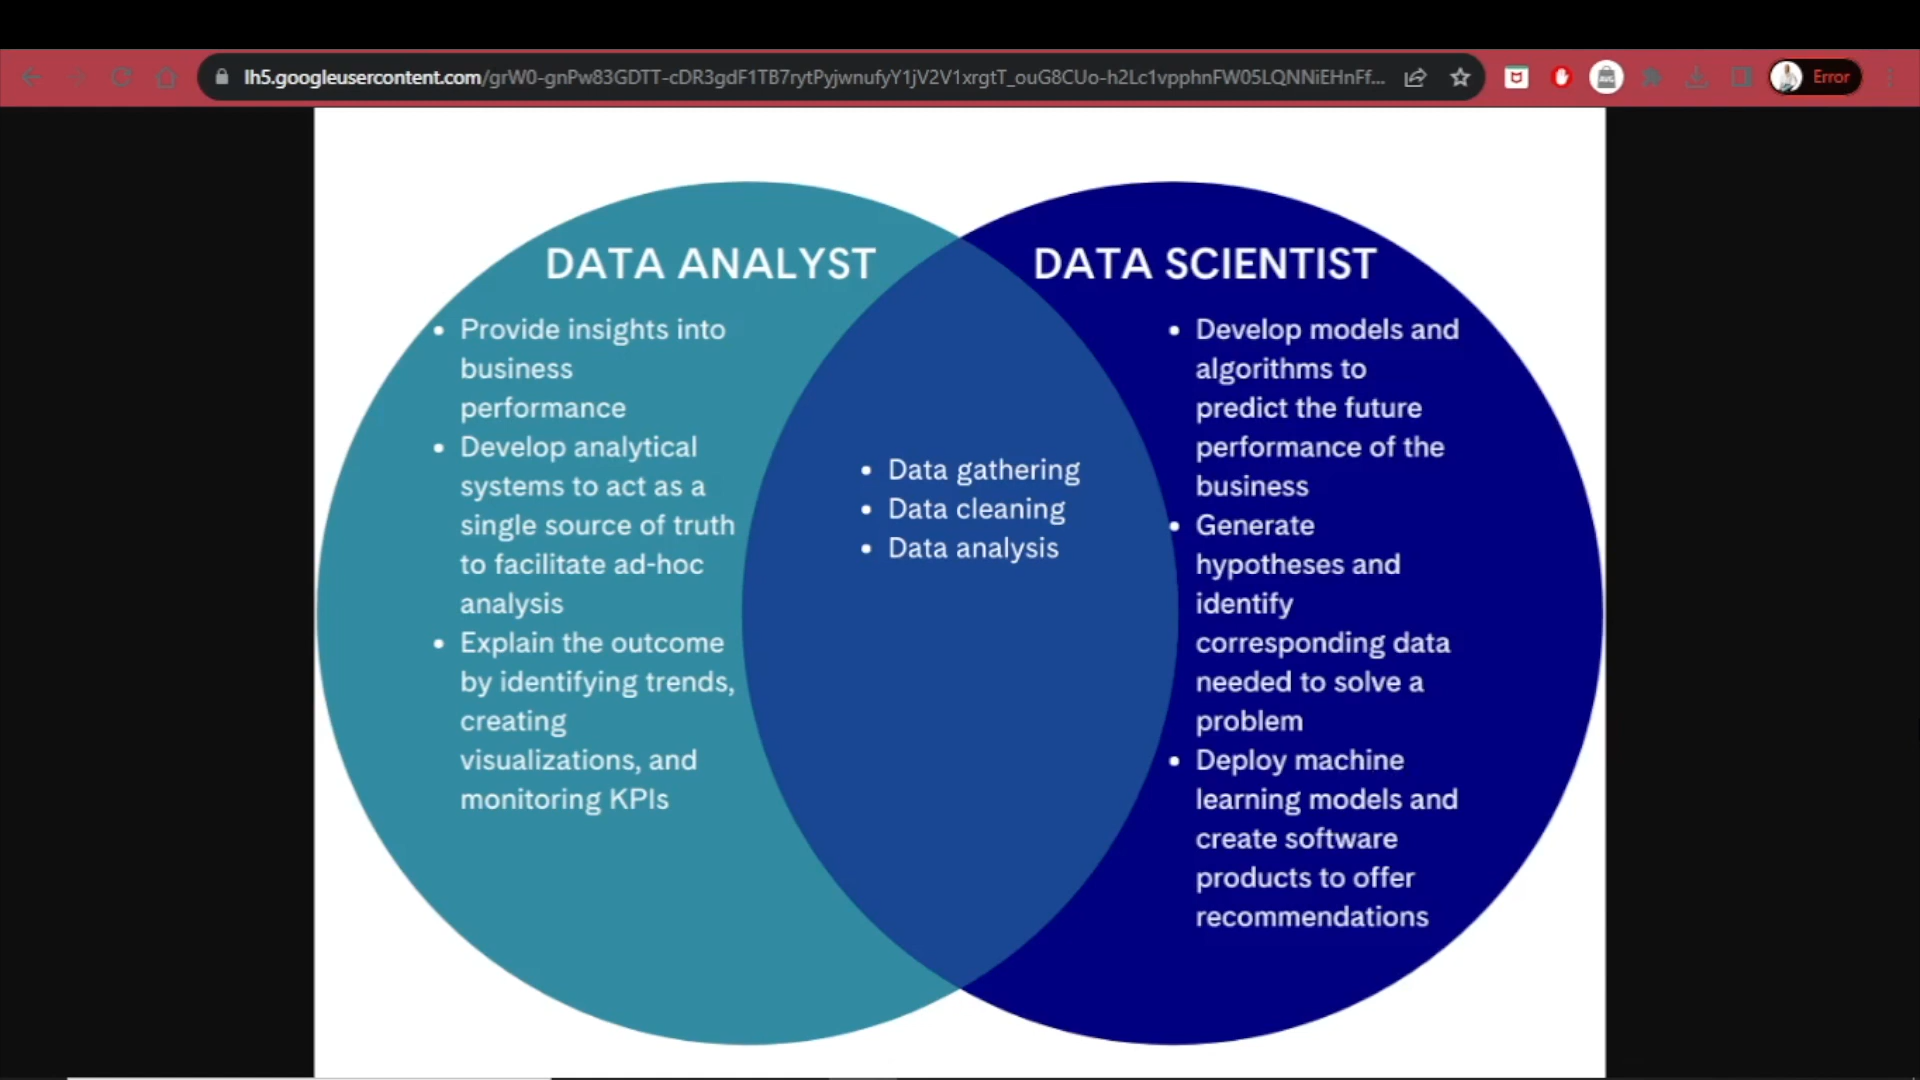 lh5.googleusercontent.com/grW0-gnPw83GDTT-cDR3gdF1TB7rytPyjwnufyY1jV2V1xrgtT_ouG8CUo-h2Lc1vpphnFW05LQNNiEHnFf...
Error
DATA ANALYST
• Provide insights into
business
performance
• Develop analytical
systems to act as a
single source of truth
to facilitate ad-hoc
analysis
• Explain the outcome
by identifying trends,
creating
visualizations, and
monitoring KPIs
• Data gathering
• Data cleaning
• Data analysis
DATA SCIENTIST
• Develop models and
algorithms to
predict the future
performance of the
business
• Generate
hypotheses and
identify
corresponding data
needed to solve a
problem
• Deploy machine
learning models and
create software
products to offer
recommendations